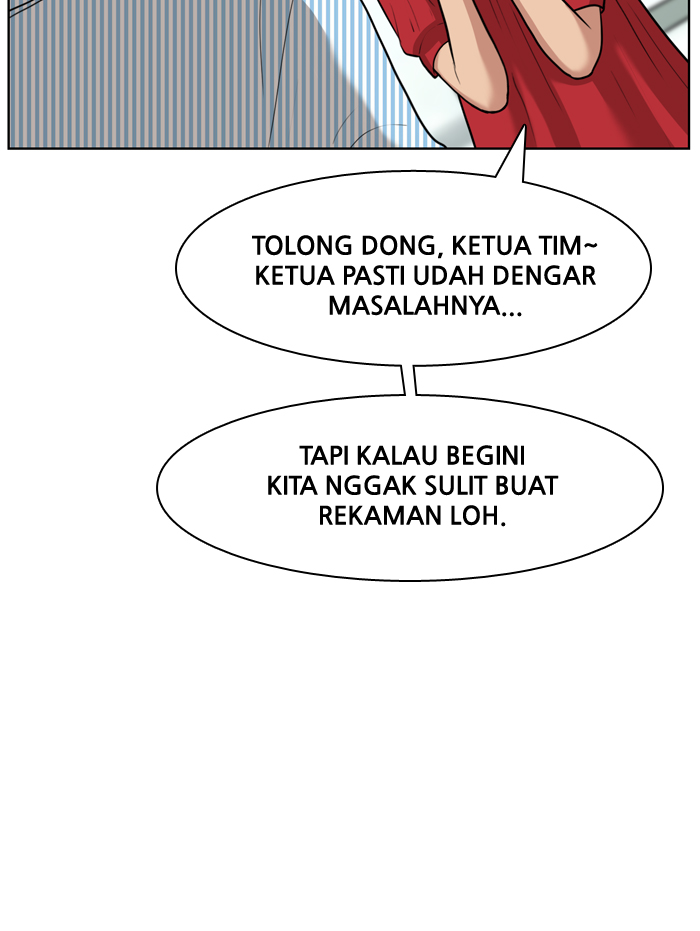 TOLONG DONG, KETUA TIM~
KETUA PASTI UDAH DENGAR
MASALAHNYA...
TAPI KALAU BEGINI
KITA NGGAK SULIT BUAT
REKAMAN LOH.